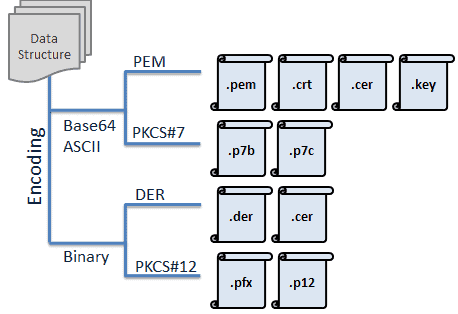 Data
Structure
Encoding
Base64
ASCII
PEM
.pem .crt .cer .key
PKCS#7
.p7b .p7c
Binary
DER
.der .cer
PKCS#12
.pfx .p12